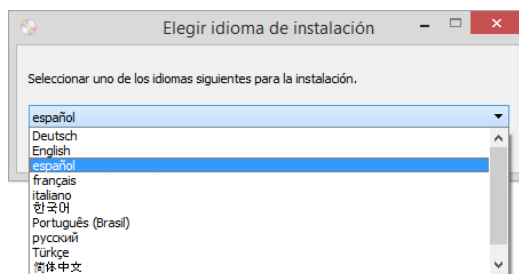 Elegir idioma de instalación
Seleccionar uno de los idiomas siguientes para la instalación.
español
Deutsch
English
español
français
italiano
한국어
Português (Brasil)
русский
Türkçe
简体中文